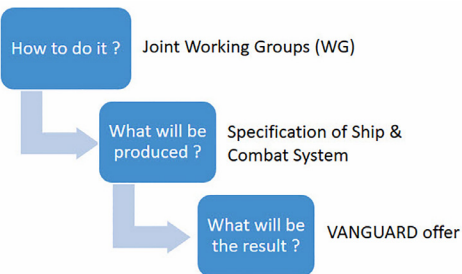 How to do it ?
Joint Working Groups (WG)
What will be
produced ?
Specification of Ship &
Combat System
What will be
the result ?
VANGUARD offer